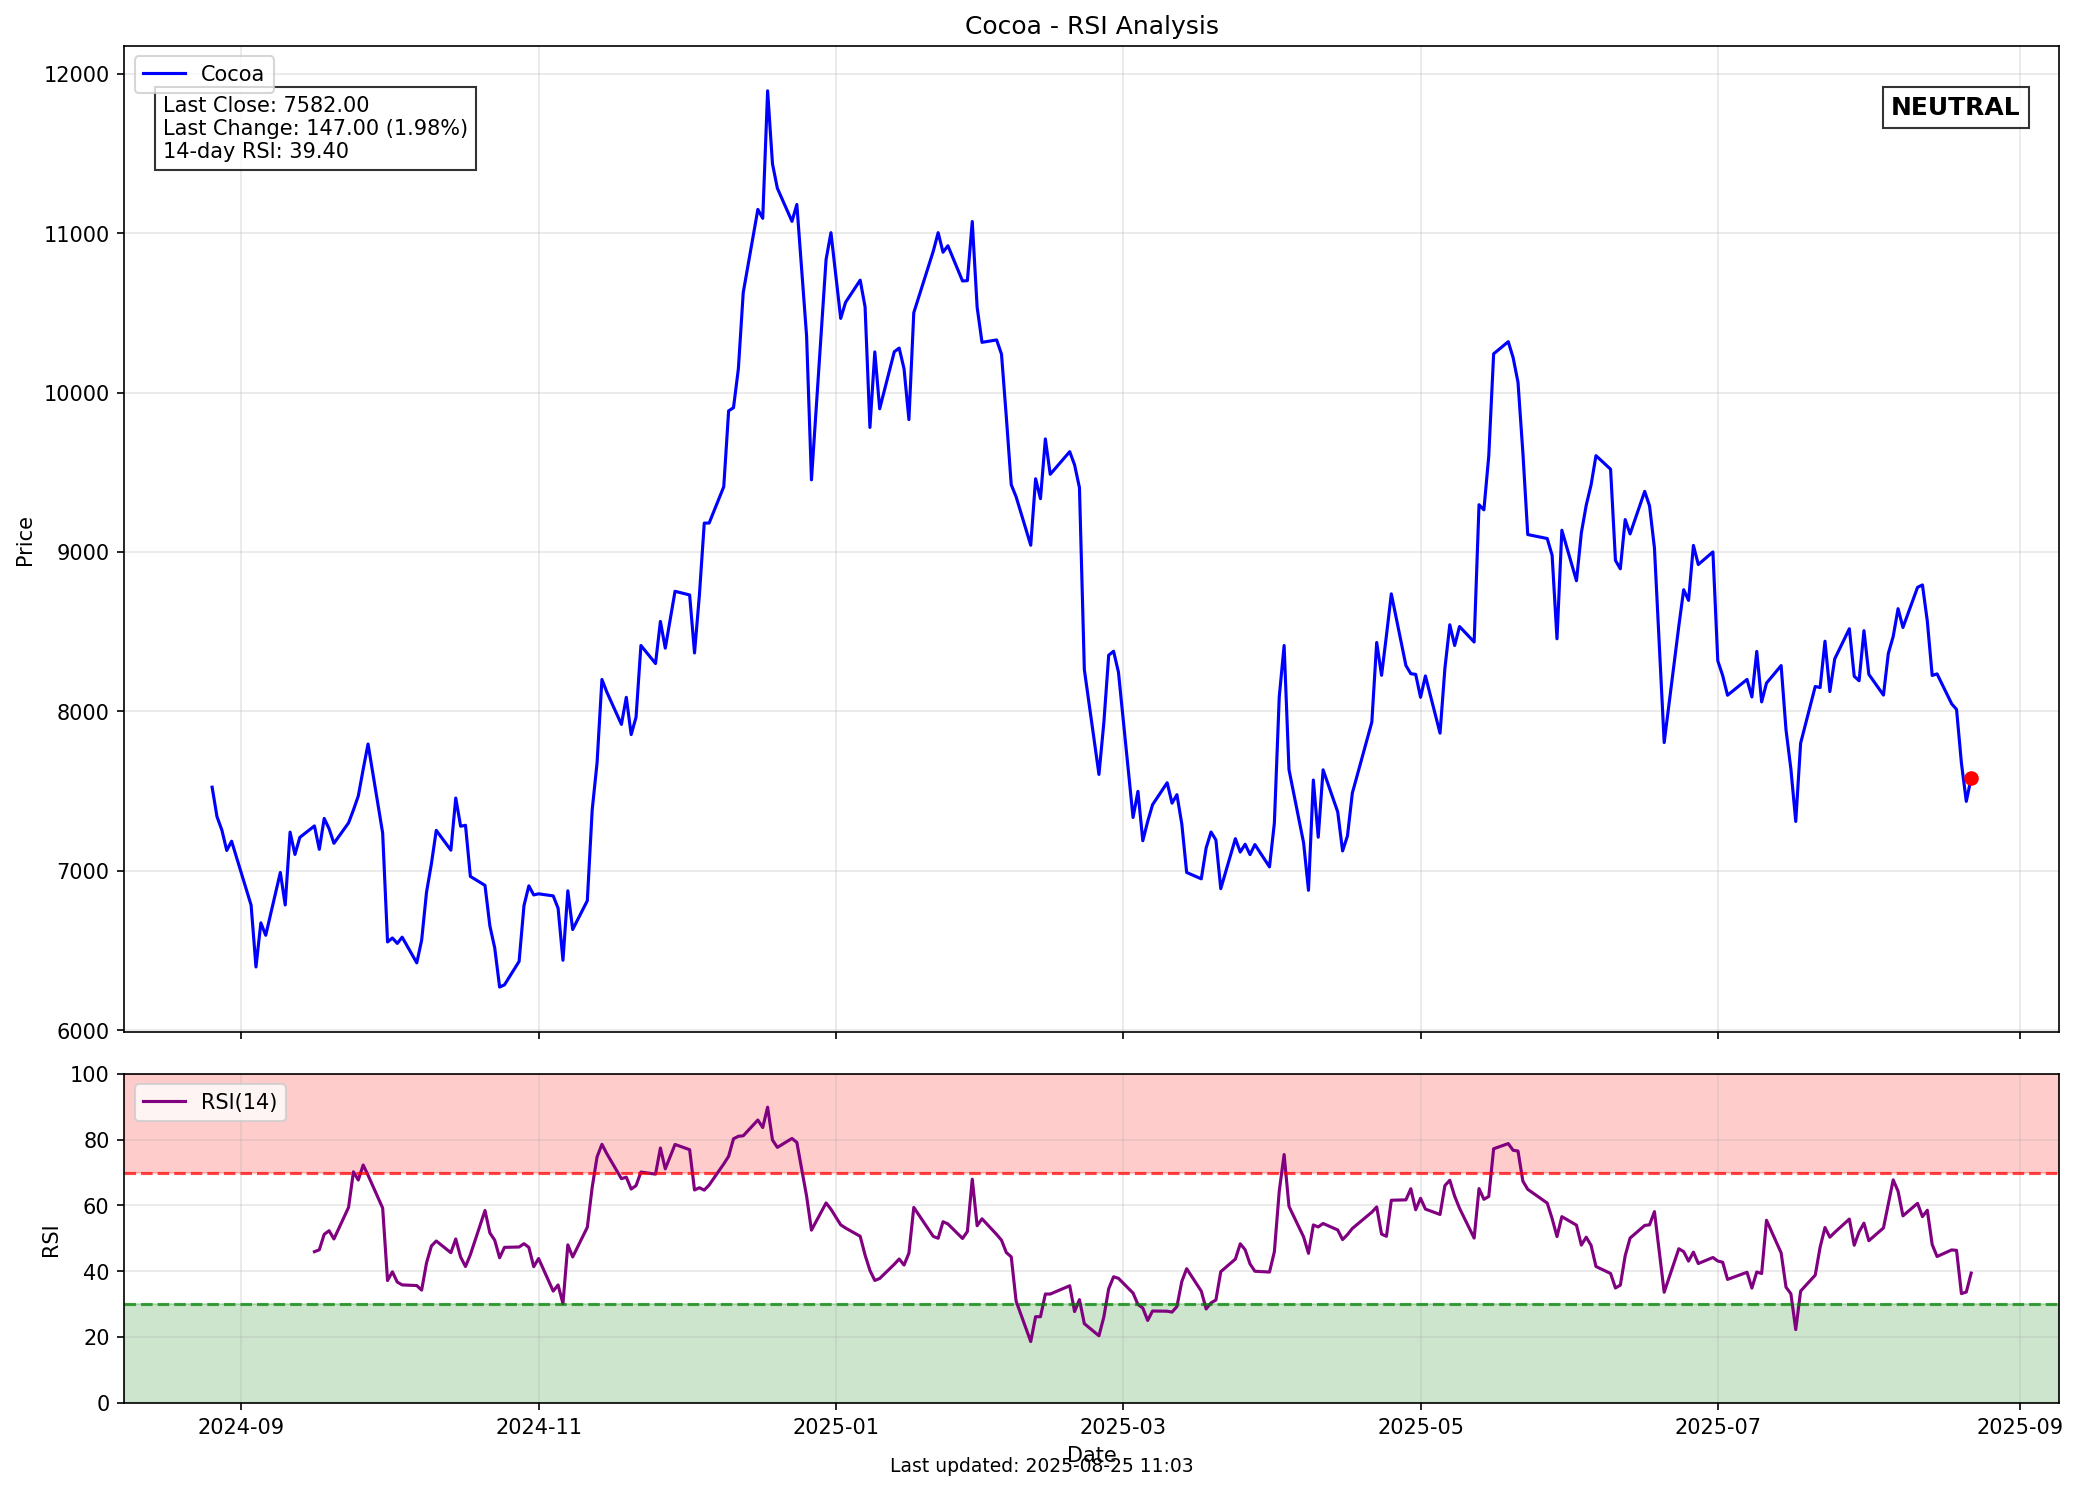 Cocoa - RSI Analysis
Cocoa
Last Close: 7582.00
Last Change: 147.00 (1.98%)
14-day RSI: 39.40
NEUTRAL
12000
11000
10000
9000
8000
7000
6000
Price
RSI(14)
100
80
60
40
20
0
RSI
2024-09
2024-11
2025-01
2025-03
2025-05
2025-07
2025-09
Date
Last updated: 2025-08-25 11:03